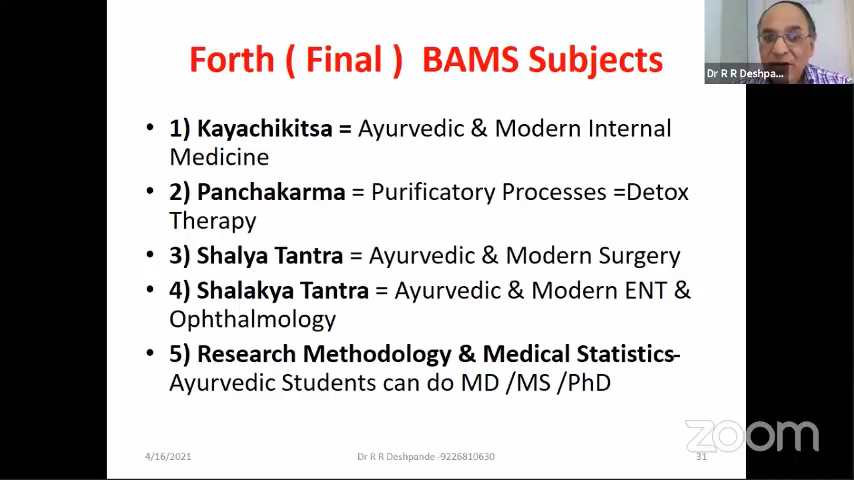 Forth ( Final ) BAMS Subjects
Dr R R Deshpa...
• 1) Kayachikitsa = Ayurvedic & Modern Internal
Medicine
• 2) Panchakarma = Purificatory Processes =Detox
Therapy
• 3) Shalya Tantra = Ayurvedic & Modern Surgery
• 4) Shalakya Tantra = Ayurvedic & Modern ENT &
Ophthalmology
• 5) Research Methodology & Medical Statistics-
Ayurvedic Students can do MD /MS /PhD
zoom
4/16/2021
Dr R R Deshpande -9226810630
31